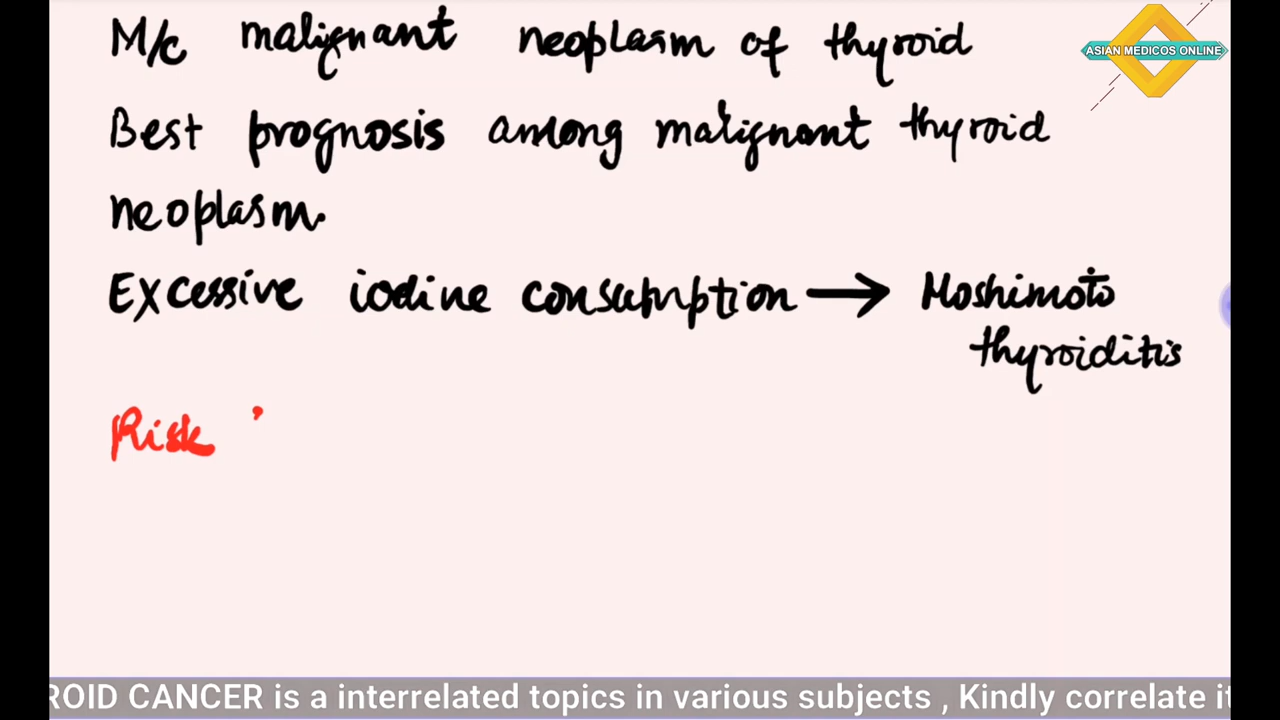 M/c malignant neoplasm of thyroid
ASIAN MEDICOS ONLINE
Best prognosis among malignant thyroid
neoplasm.
Excessive iodine consumption → Hoshimoto
thyroiditis
Risk
ROID CANCER is a interrelated topics in various subjects , Kindly correlate it